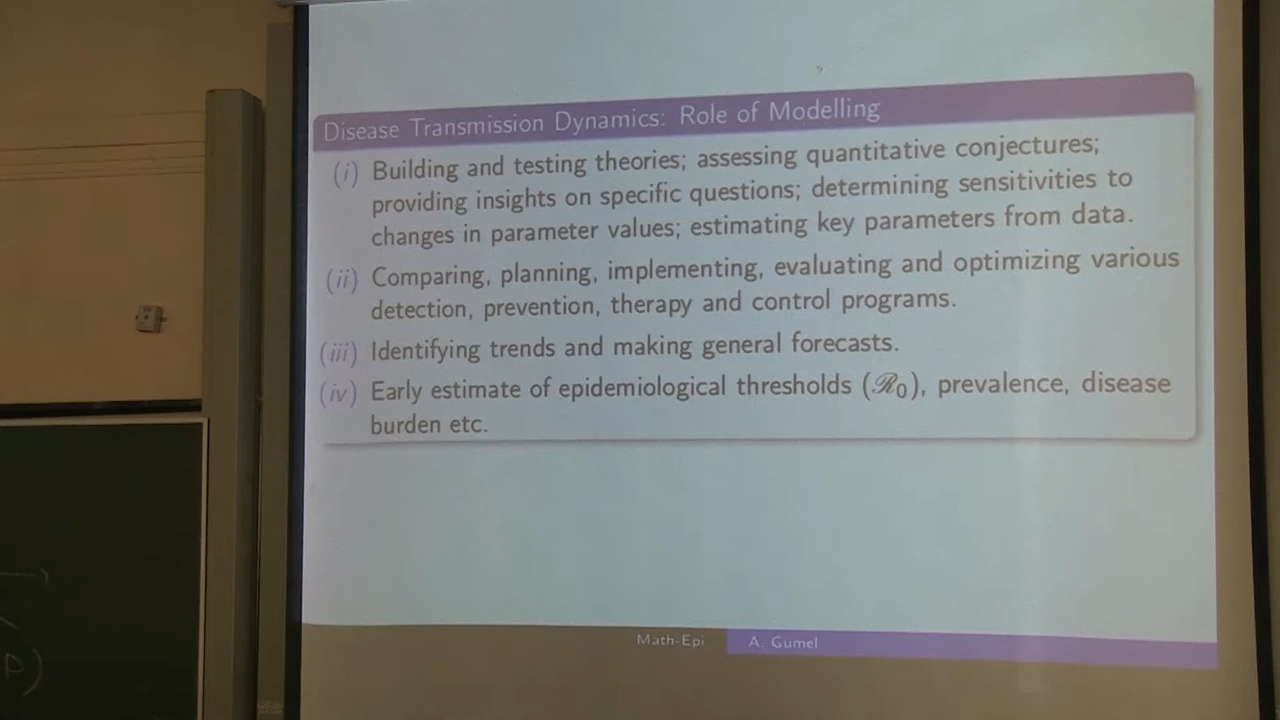 Disease Transmission Dynamics: Role of Modelling
(i) Building and testing theories; assessing quantitative conjectures;
providing insights on specific questions; determining sensitivities to
changes in parameter values; estimating key parameters from data.
(ii) Comparing, planning, implementing, evaluating and optimizing various
detection, prevention, therapy and control programs.
(iii) Identifying trends and making general forecasts.
(iv) Early estimate of epidemiological thresholds (ℛ₀), prevalence, disease
burden etc.
Math-Epi A. Gumel